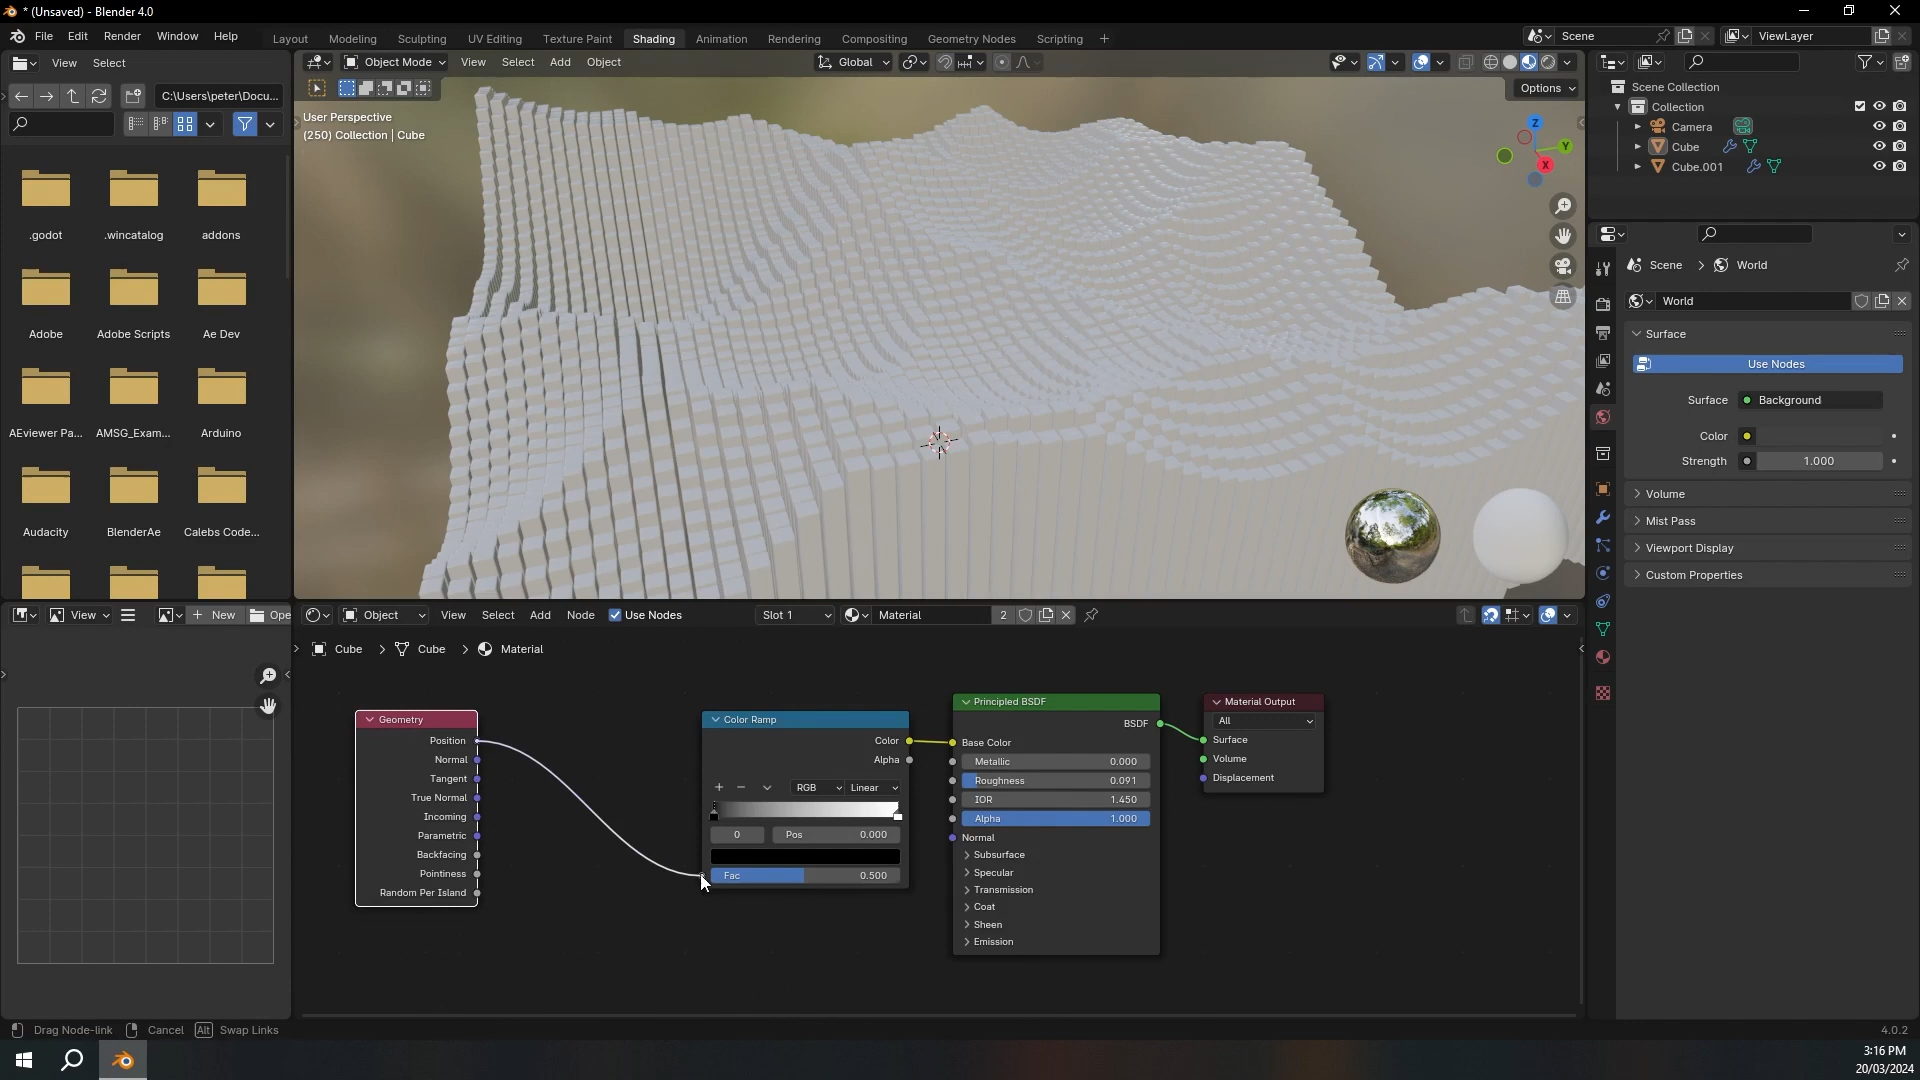 * (Unsaved) - Blender 4.0
File Edit Render Window Help
Layout Modeling Sculpting UV Editing Texture Paint Shading Animation Rendering Compositing Geometry Nodes Scripting +
Scene
ViewLayer
View Select
Object Mode View Select Add Object
Global
Options
C:\Users\peter\Docu...
User Perspective
(250) Collection | Cube
Z
Y
X
.godot .wincatalog addons
Adobe Adobe Scripts Ae Dev
AEviewer Pa... AMSG_Exam... Arduino
Audacity BlenderAe Calebs Code...
Scene Collection
Collection
Camera
Cube
Cube.001
Scene > World
World
Surface
Use Nodes
Surface Background
Color
Strength 1.000
Volume
Mist Pass
Viewport Display
Custom Properties
View + New Ope
Object View Select Add Node Use Nodes Slot 1 Material 2
Cube > Cube > Material
Geometry
Position
Normal
Tangent
True Normal
Incoming
Parametric
Backfacing
Pointiness
Random Per Island
Color Ramp
Color
Alpha
RGB Linear
0 Pos 0.000
Fac 0.500
Principled BSDF
BSDF
Base Color
Metallic 0.000
Roughness 0.091
IOR 1.450
Alpha 1.000
Normal
Subsurface
Specular
Transmission
Coat
Sheen
Emission
Material Output
All
Surface
Volume
Displacement
Drag Node-link Cancel Alt Swap Links
4.0.2
3:16 PM
20/03/2024